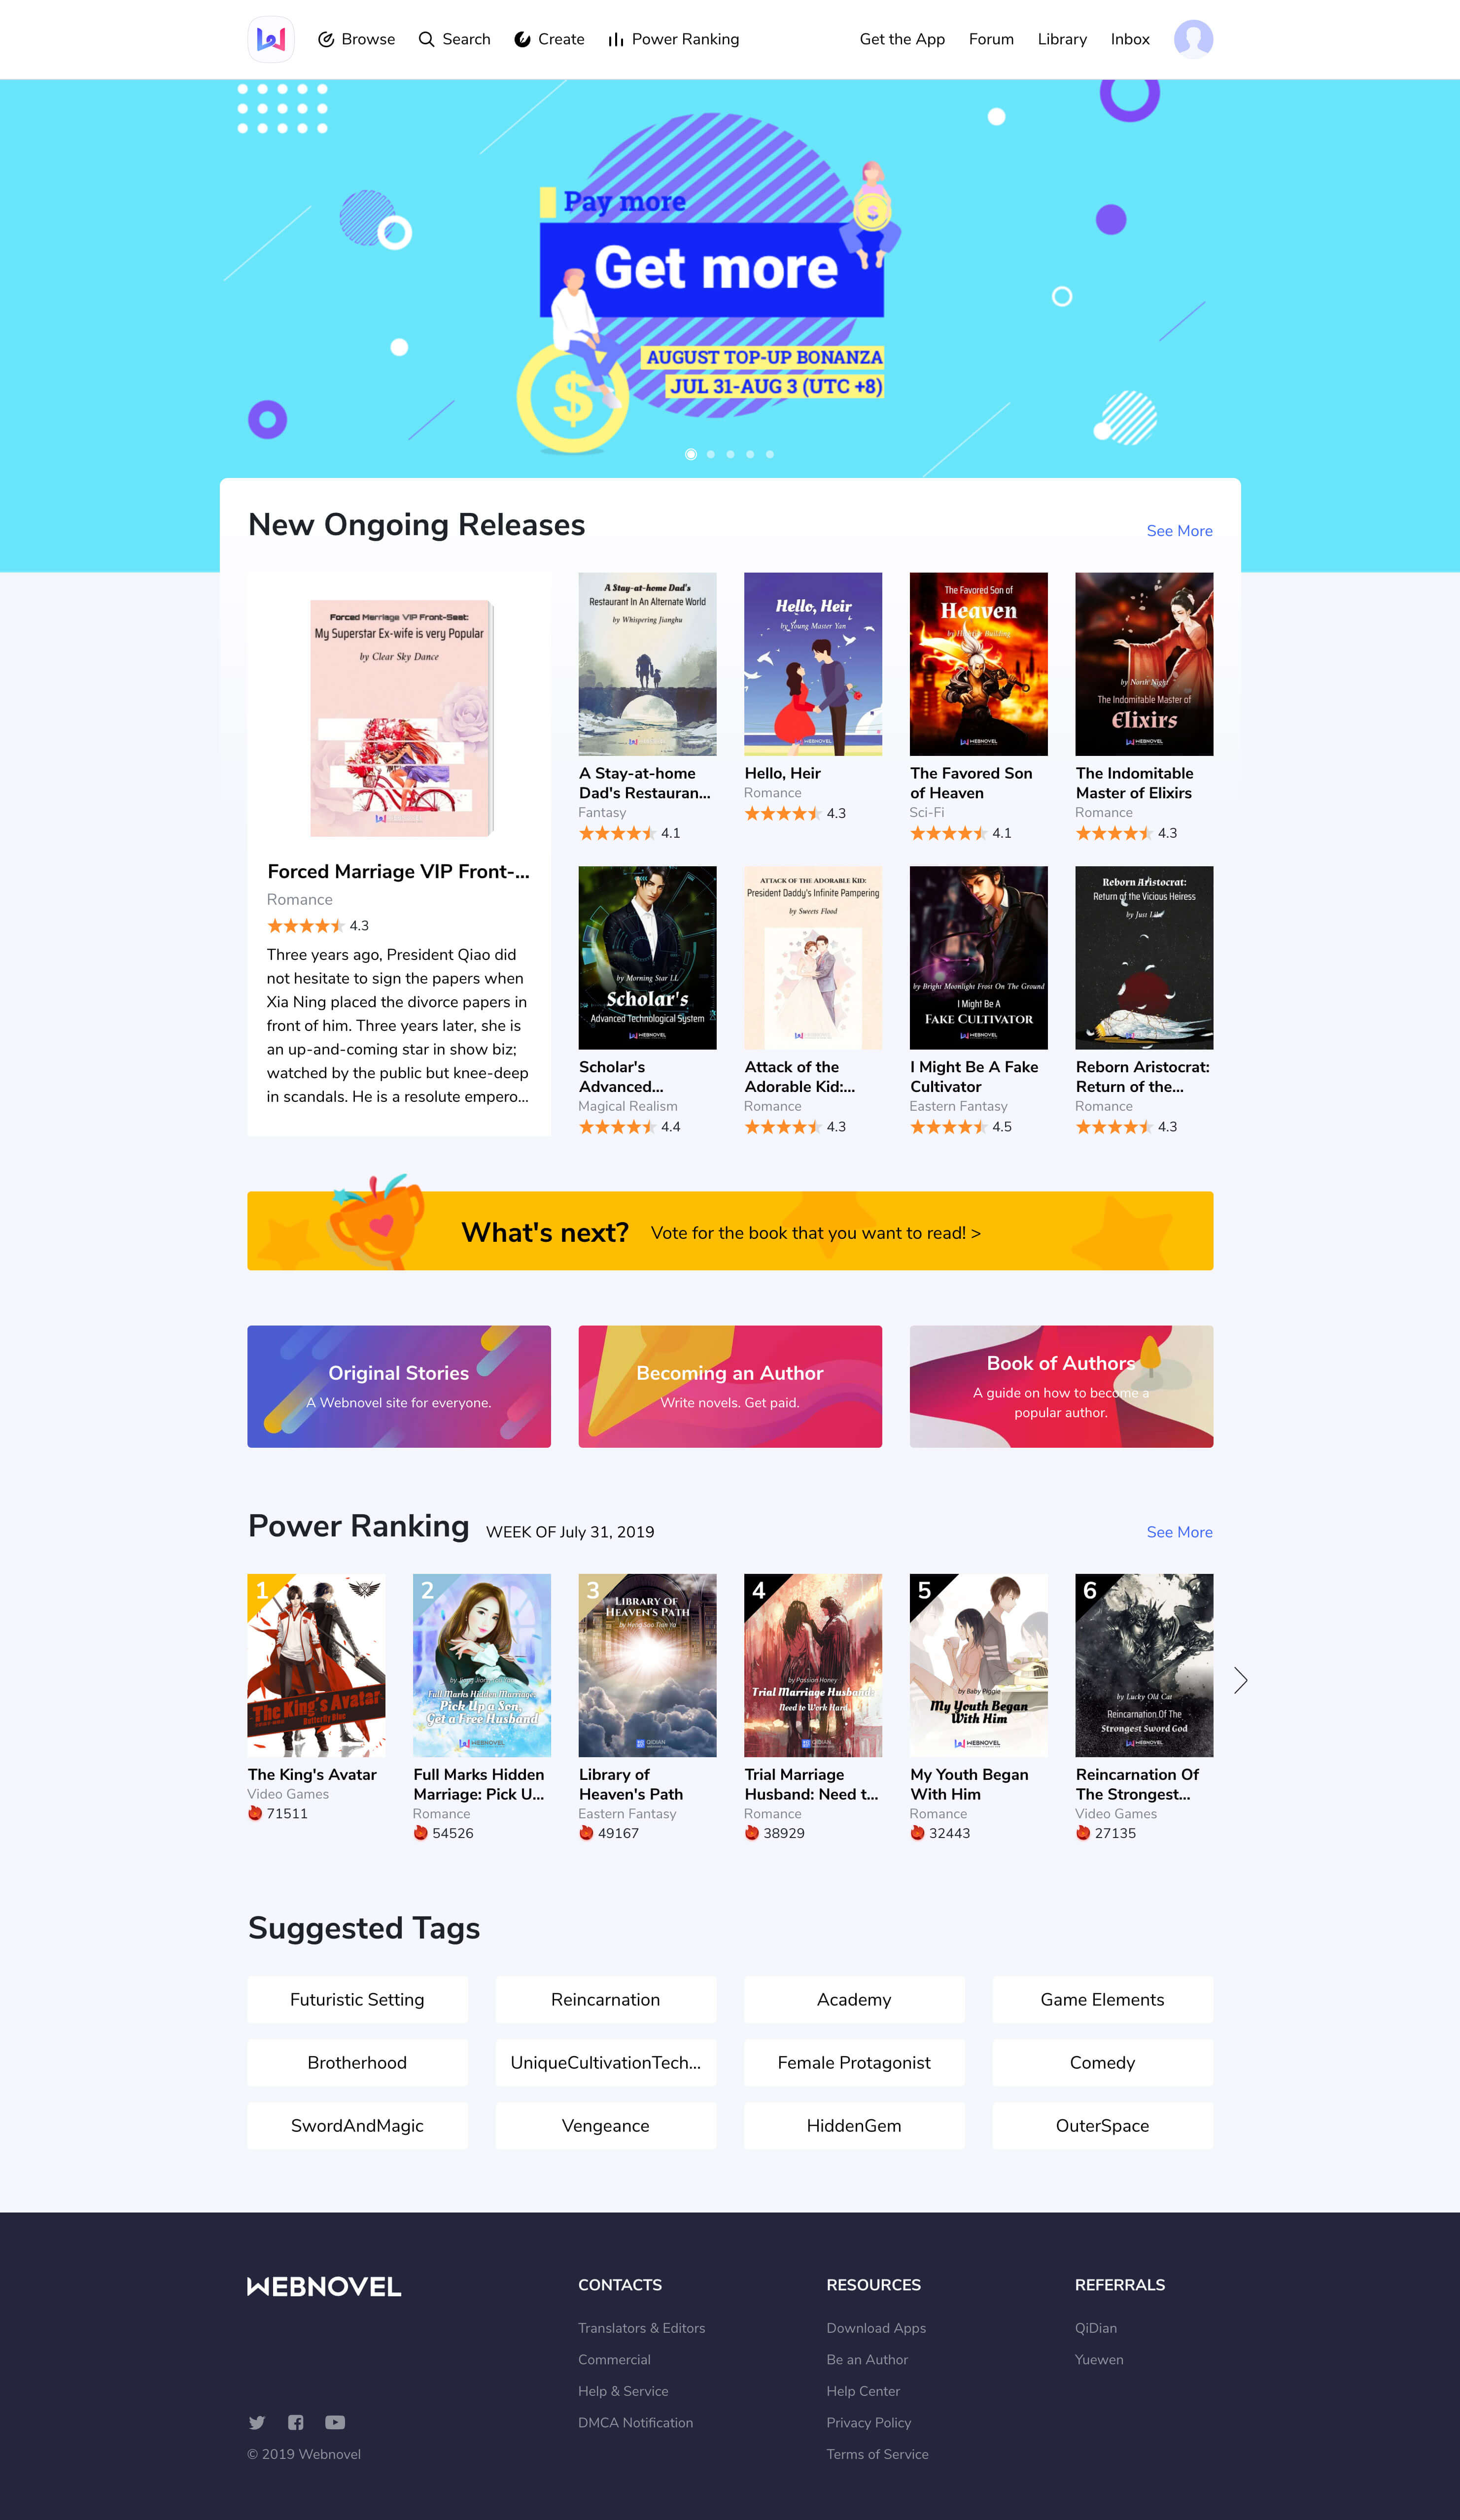 Browse
Search
Create
Power Ranking
Get the App
Forum
Library
Inbox
Pay more
Get more
AUGUST TOP-UP BONANZA
JUL 31-AUG 3 (UTC +8)
New Ongoing Releases
See More
Forced Marriage VIP Front-Seat:
My Superstar Ex-wife is very Popular
by Clear Sky Dance
Forced Marriage VIP Front-...
Romance
4.3
Three years ago, President Qiao did
not hesitate to sign the papers when
Xia Ning placed the divorce papers in
front of him. Three years later, she is
an up-and-coming star in show biz;
watched by the public but knee-deep
in scandals. He is a resolute empero...
A Stay-at-home Dad's
Restaurant In An Alternate World
by Whispering Jianghu
A Stay-at-home
Dad's Restauran...
Fantasy
4.1
Hello, Heir
by Young Master Yan
WEBNOVEL
Hello, Heir
Romance
4.3
The Favored Son of
Heaven
WEBNOVEL
The Favored Son
of Heaven
Sci-Fi
4.1
by North Night
The Indomitable Master of
Elixirs
WEBNOVEL
The Indomitable
Master of Elixirs
Romance
4.3
by Morning Star LL
Scholar's
Advanced Technological System
WEBNOVEL
Scholar's
Advanced...
Magical Realism
4.4
ATTACK OF THE ADORABLE KID:
President Daddy's Infinite Pampering
by Sweets Flood
WEBNOVEL
Attack of the
Adorable Kid:...
Romance
4.3
by Bright Moonlight Frost On The Ground
I Might Be A
FAKE CULTIVATOR
WEBNOVEL
I Might Be A Fake
Cultivator
Eastern Fantasy
4.5
Reborn Aristocrat:
Return of the Vicious Heiress
by Just Like
Reborn Aristocrat:
Return of the...
Romance
4.3
What's next?
Vote for the book that you want to read! >
Original Stories
A Webnovel site for everyone.
Becoming an Author
Write novels. Get paid.
Book of Authors
A guide on how to become a
popular author.
Power Ranking
WEEK OF July 31, 2019
See More
1
The King's Avatar
Butterfly Blue
The King's Avatar
Video Games
71511
2
Full Marks Hidden Marriage:
Pick Up a Son,
Get a Free Husband
WEBNOVEL
Full Marks Hidden
Marriage: Pick U...
Romance
54526
3
LIBRARY OF
HEAVEN'S PATH
by Heng Sao Tian Ya
QIDIAN
Library of
Heaven's Path
Eastern Fantasy
49167
4
by Passion Honey
Trial Marriage Husband:
Need to Work Hard
QIDIAN
Trial Marriage
Husband: Need t...
Romance
38929
5
by Baby Piggie
My Youth Began
With Him
WEBNOVEL
My Youth Began
With Him
Romance
32443
6
by Lucky Old Cat
Reincarnation Of The
Strongest Sword God
WEBNOVEL
Reincarnation Of
The Strongest...
Video Games
27135
Suggested Tags
Futuristic Setting
Reincarnation
Academy
Game Elements
Brotherhood
UniqueCultivationTech...
Female Protagonist
Comedy
SwordAndMagic
Vengeance
HiddenGem
OuterSpace
WEBNOVEL
© 2019 Webnovel
CONTACTS
Translators & Editors
Commercial
Help & Service
DMCA Notification
RESOURCES
Download Apps
Be an Author
Help Center
Privacy Policy
Terms of Service
REFERRALS
QiDian
Yuewen